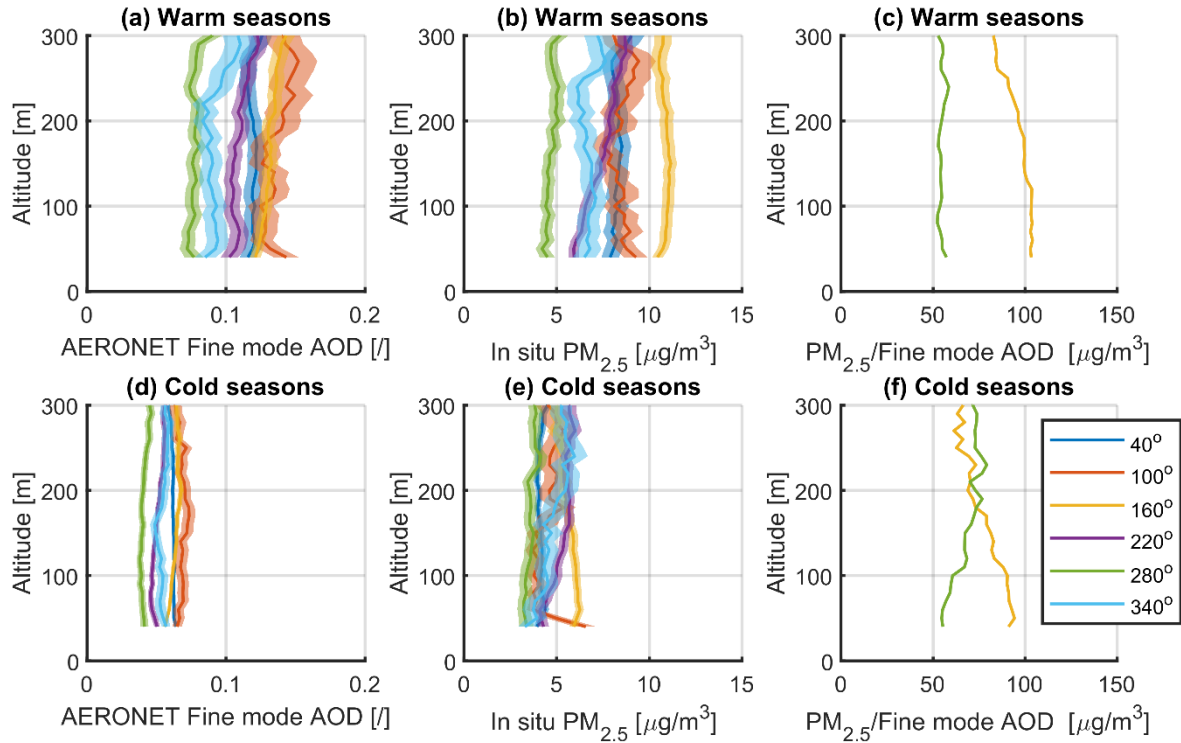 (a) Warm seasons
(b) Warm seasons
(c) Warm seasons
300
200
100
0
Altitude [m]
0
0.1
0.2
AERONET Fine mode AOD [/]
300
200
100
0
Altitude [m]
0
5
10
15
In situ PM2.5 [μg/m³]
300
200
100
0
Altitude [m]
0
50
100
150
PM2.5/Fine mode AOD [μg/m³]
(d) Cold seasons
(e) Cold seasons
(f) Cold seasons
300
200
100
0
Altitude [m]
0
0.1
0.2
AERONET Fine mode AOD [/]
300
200
100
0
Altitude [m]
0
5
10
15
In situ PM2.5 [μg/m³]
300
200
100
0
Altitude [m]
0
50
100
150
PM2.5/Fine mode AOD [μg/m³]
40°
100°
160°
220°
280°
340°